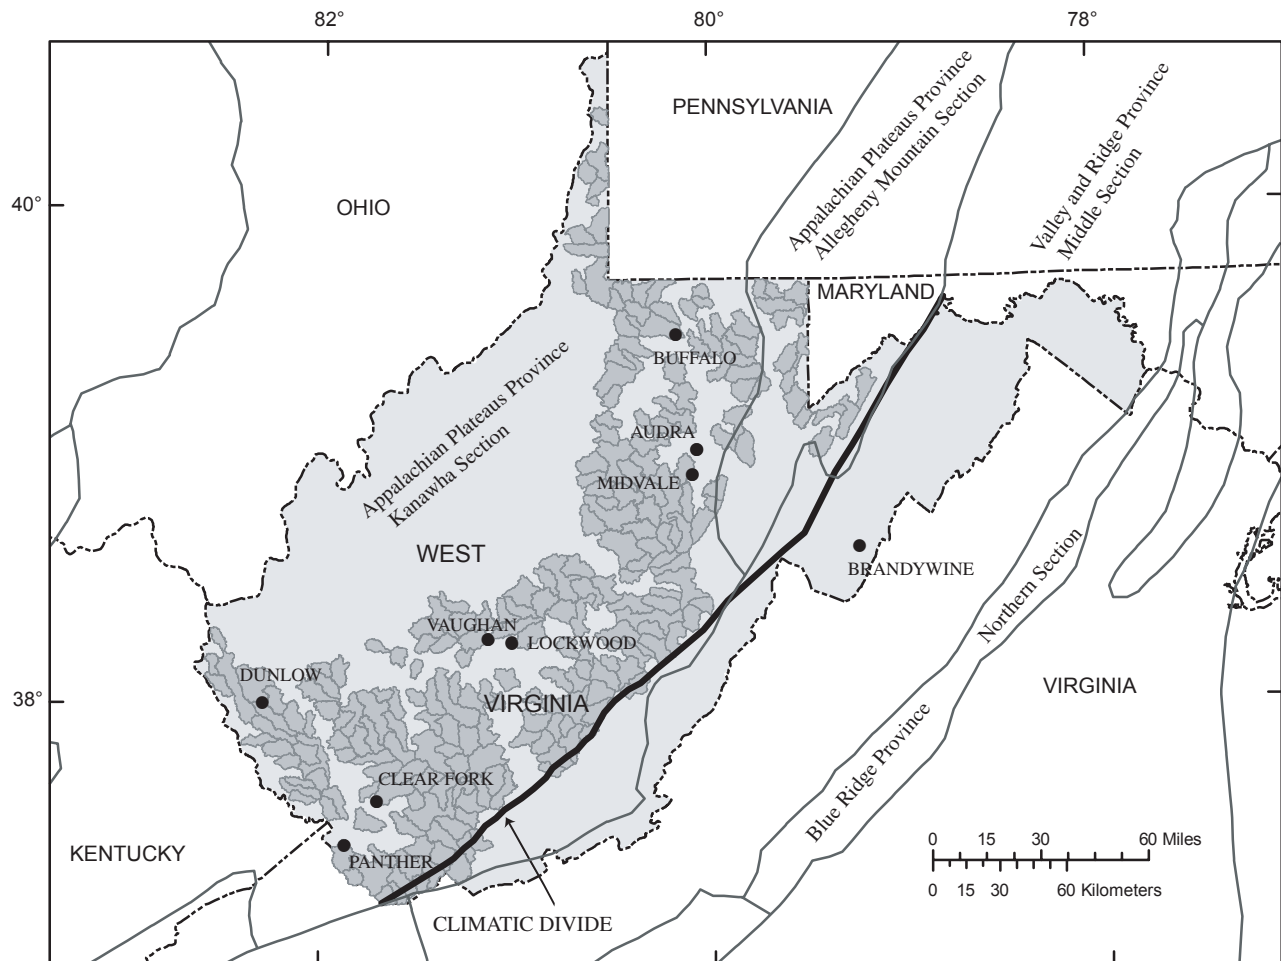 82°
80°
78°
PENNSYLVANIA
Appalachian Plateaus Province
Allegheny Mountain Section
Valley and Ridge Province
Middle Section
40°
40°
OHIO
MARYLAND
BUFFALO
Appalachian Plateaus Province
Kanawha Section
AUDRA
MIDVALE
WEST
BRANDYWINE
Northern Section
VAUGHAN
LOCKWOOD
DUNLOW
VIRGINIA
VIRGINIA
38°
Blue Ridge Province
CLEAR FORK
KENTUCKY
PANTHER
0 15 30 60 Miles
0 15 30 60 Kilometers
CLIMATIC DIVIDE